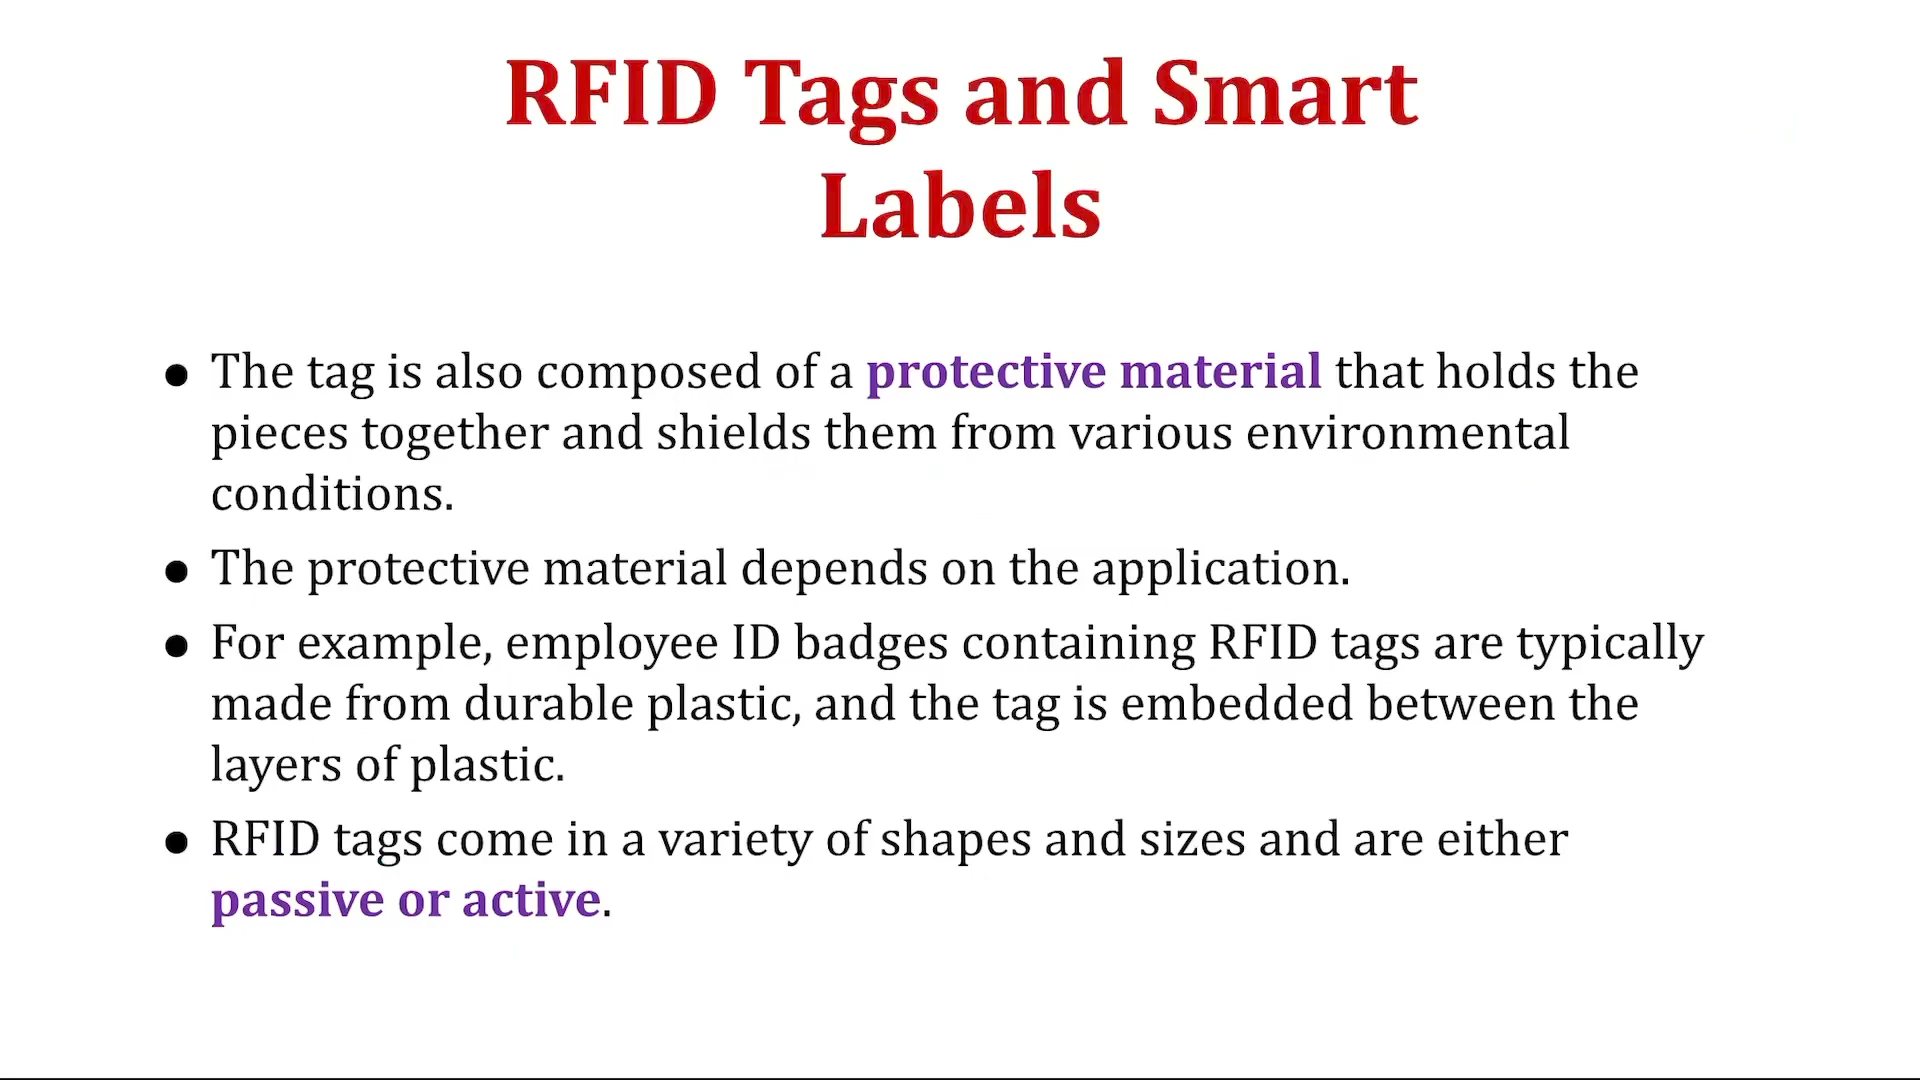 RFID Tags and Smart
Labels
● The tag is also composed of a protective material that holds the
pieces together and shields them from various environmental
conditions.
● The protective material depends on the application.
● For example, employee ID badges containing RFID tags are typically
made from durable plastic, and the tag is embedded between the
layers of plastic.
● RFID tags come in a variety of shapes and sizes and are either
passive or active.